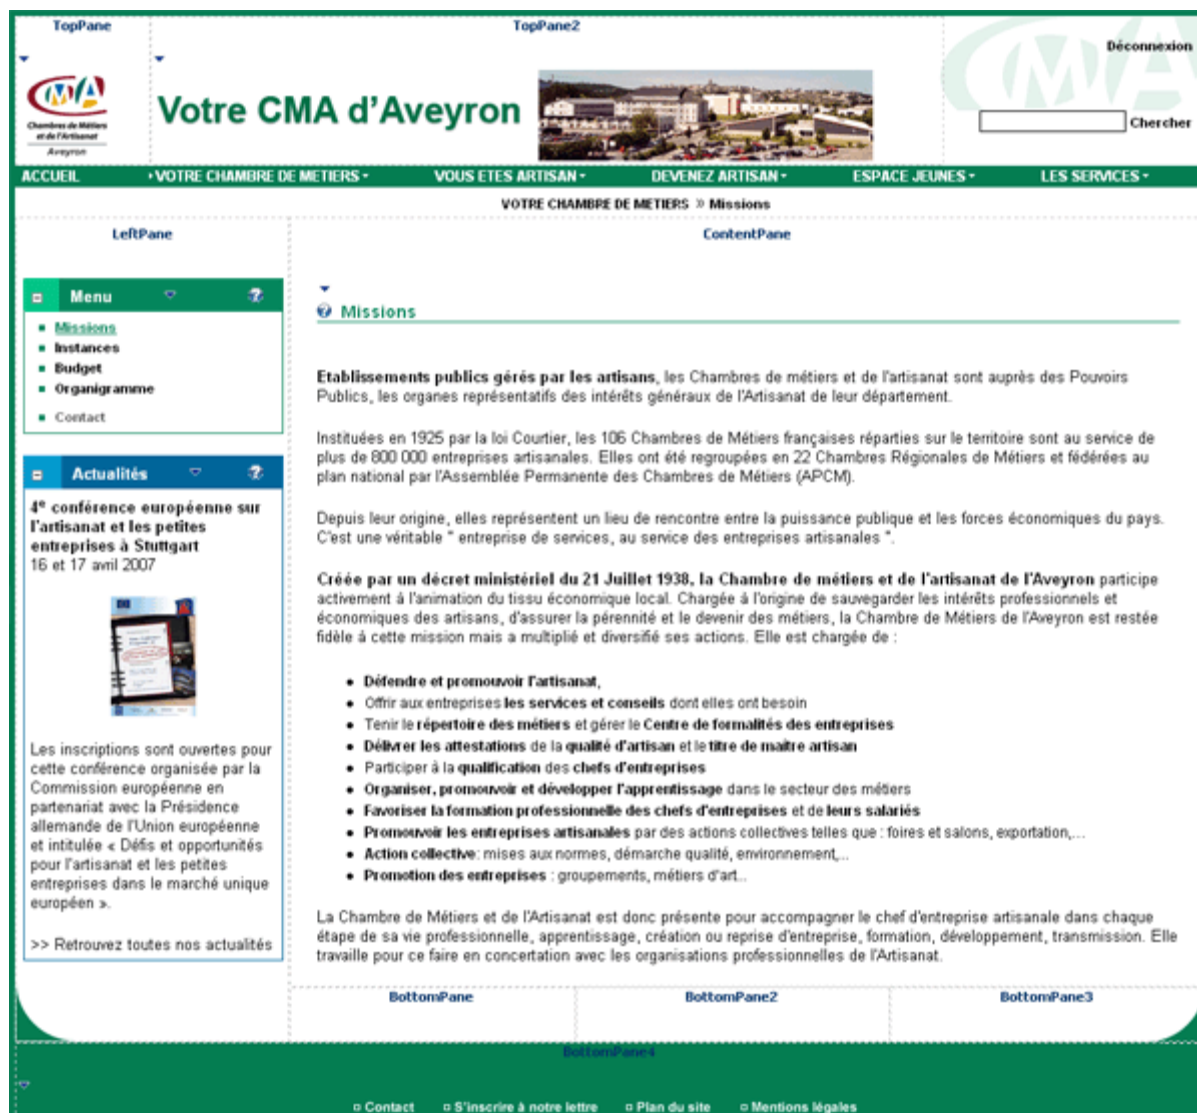 TopPane
TopPane2
Déconnexion
CMA
Chambres de Métiers
et de l'Artisanat
Aveyron
Votre CMA d'Aveyron
Chercher
ACCUEIL VOTRE CHAMBRE DE METIERS VOUS ETES ARTISAN DEVENEZ ARTISAN ESPACE JEUNES LES SERVICES
VOTRE CHAMBRE DE METIERS » Missions
LeftPane
ContentPane
Menu
Missions
Instances
Budget
Organigramme
Contact
Actualités
4e conférence européenne sur
l'artisanat et les petites
entreprises à Stuttgart
16 et 17 avril 2007
Les inscriptions sont ouvertes pour
cette conférence organisée par la
Commission européenne en
partenariat avec la Présidence
allemande de l'Union européenne
et intitulée « Défis et opportunités
pour l'artisanat et les petites
entreprises dans le marché unique
européen ».
>> Retrouvez toutes nos actualités
Missions
Etablissements publics gérés par les artisans, les Chambres de métiers et de l'artisanat sont auprès des Pouvoirs
Publics, les organes représentatifs des intérêts généraux de l'Artisanat de leur département.
Instituées en 1925 par la loi Courtier, les 106 Chambres de Métiers françaises réparties sur le territoire sont au service de
plus de 800 000 entreprises artisanales. Elles ont été regroupées en 22 Chambres Régionales de Métiers et fédérées au
plan national par l'Assemblée Permanente des Chambres de Métiers (APCM).
Depuis leur origine, elles représentent un lieu de rencontre entre la puissance publique et les forces économiques du pays.
C'est une véritable " entreprise de services, au service des entreprises artisanales ".
Créée par un décret ministériel du 21 Juillet 1938, la Chambre de métiers et de l'artisanat de l'Aveyron participe
activement à l'animation du tissu économique local. Chargée à l'origine de sauvegarder les intérêts professionnels et
économiques des artisans, d'assurer la pérennité et le devenir des métiers, la Chambre de Métiers de l'Aveyron est restée
fidèle à cette mission mais a multiplié et diversifié ses actions. Elle est chargée de :
• Défendre et promouvoir l'artisanat,
• Offrir aux entreprises les services et conseils dont elles ont besoin
• Tenir le répertoire des métiers et gérer le Centre de formalités des entreprises
• Délivrer les attestations de la qualité d'artisan et le titre de maître artisan
• Participer à la qualification des chefs d'entreprises
• Organiser, promouvoir et développer l'apprentissage dans le secteur des métiers
• Favoriser la formation professionnelle des chefs d'entreprises et de leurs salariés
• Promouvoir les entreprises artisanales par des actions collectives telles que : foires et salons, exportation,...
• Action collective: mises aux normes, démarche qualité, environnement,...
• Promotion des entreprises : groupements, métiers d'art...
La Chambre de Métiers et de l'Artisanat est donc présente pour accompagner le chef d'entreprise artisanale dans chaque
étape de sa vie professionnelle, apprentissage, création ou reprise d'entreprise, formation, développement, transmission. Elle
travaille pour ce faire en concertation avec les organisations professionnelles de l'Artisanat.
BottomPane
BottomPane2
BottomPane3
BottomPane4
Contact S'inscrire à notre lettre Plan du site Mentions légales